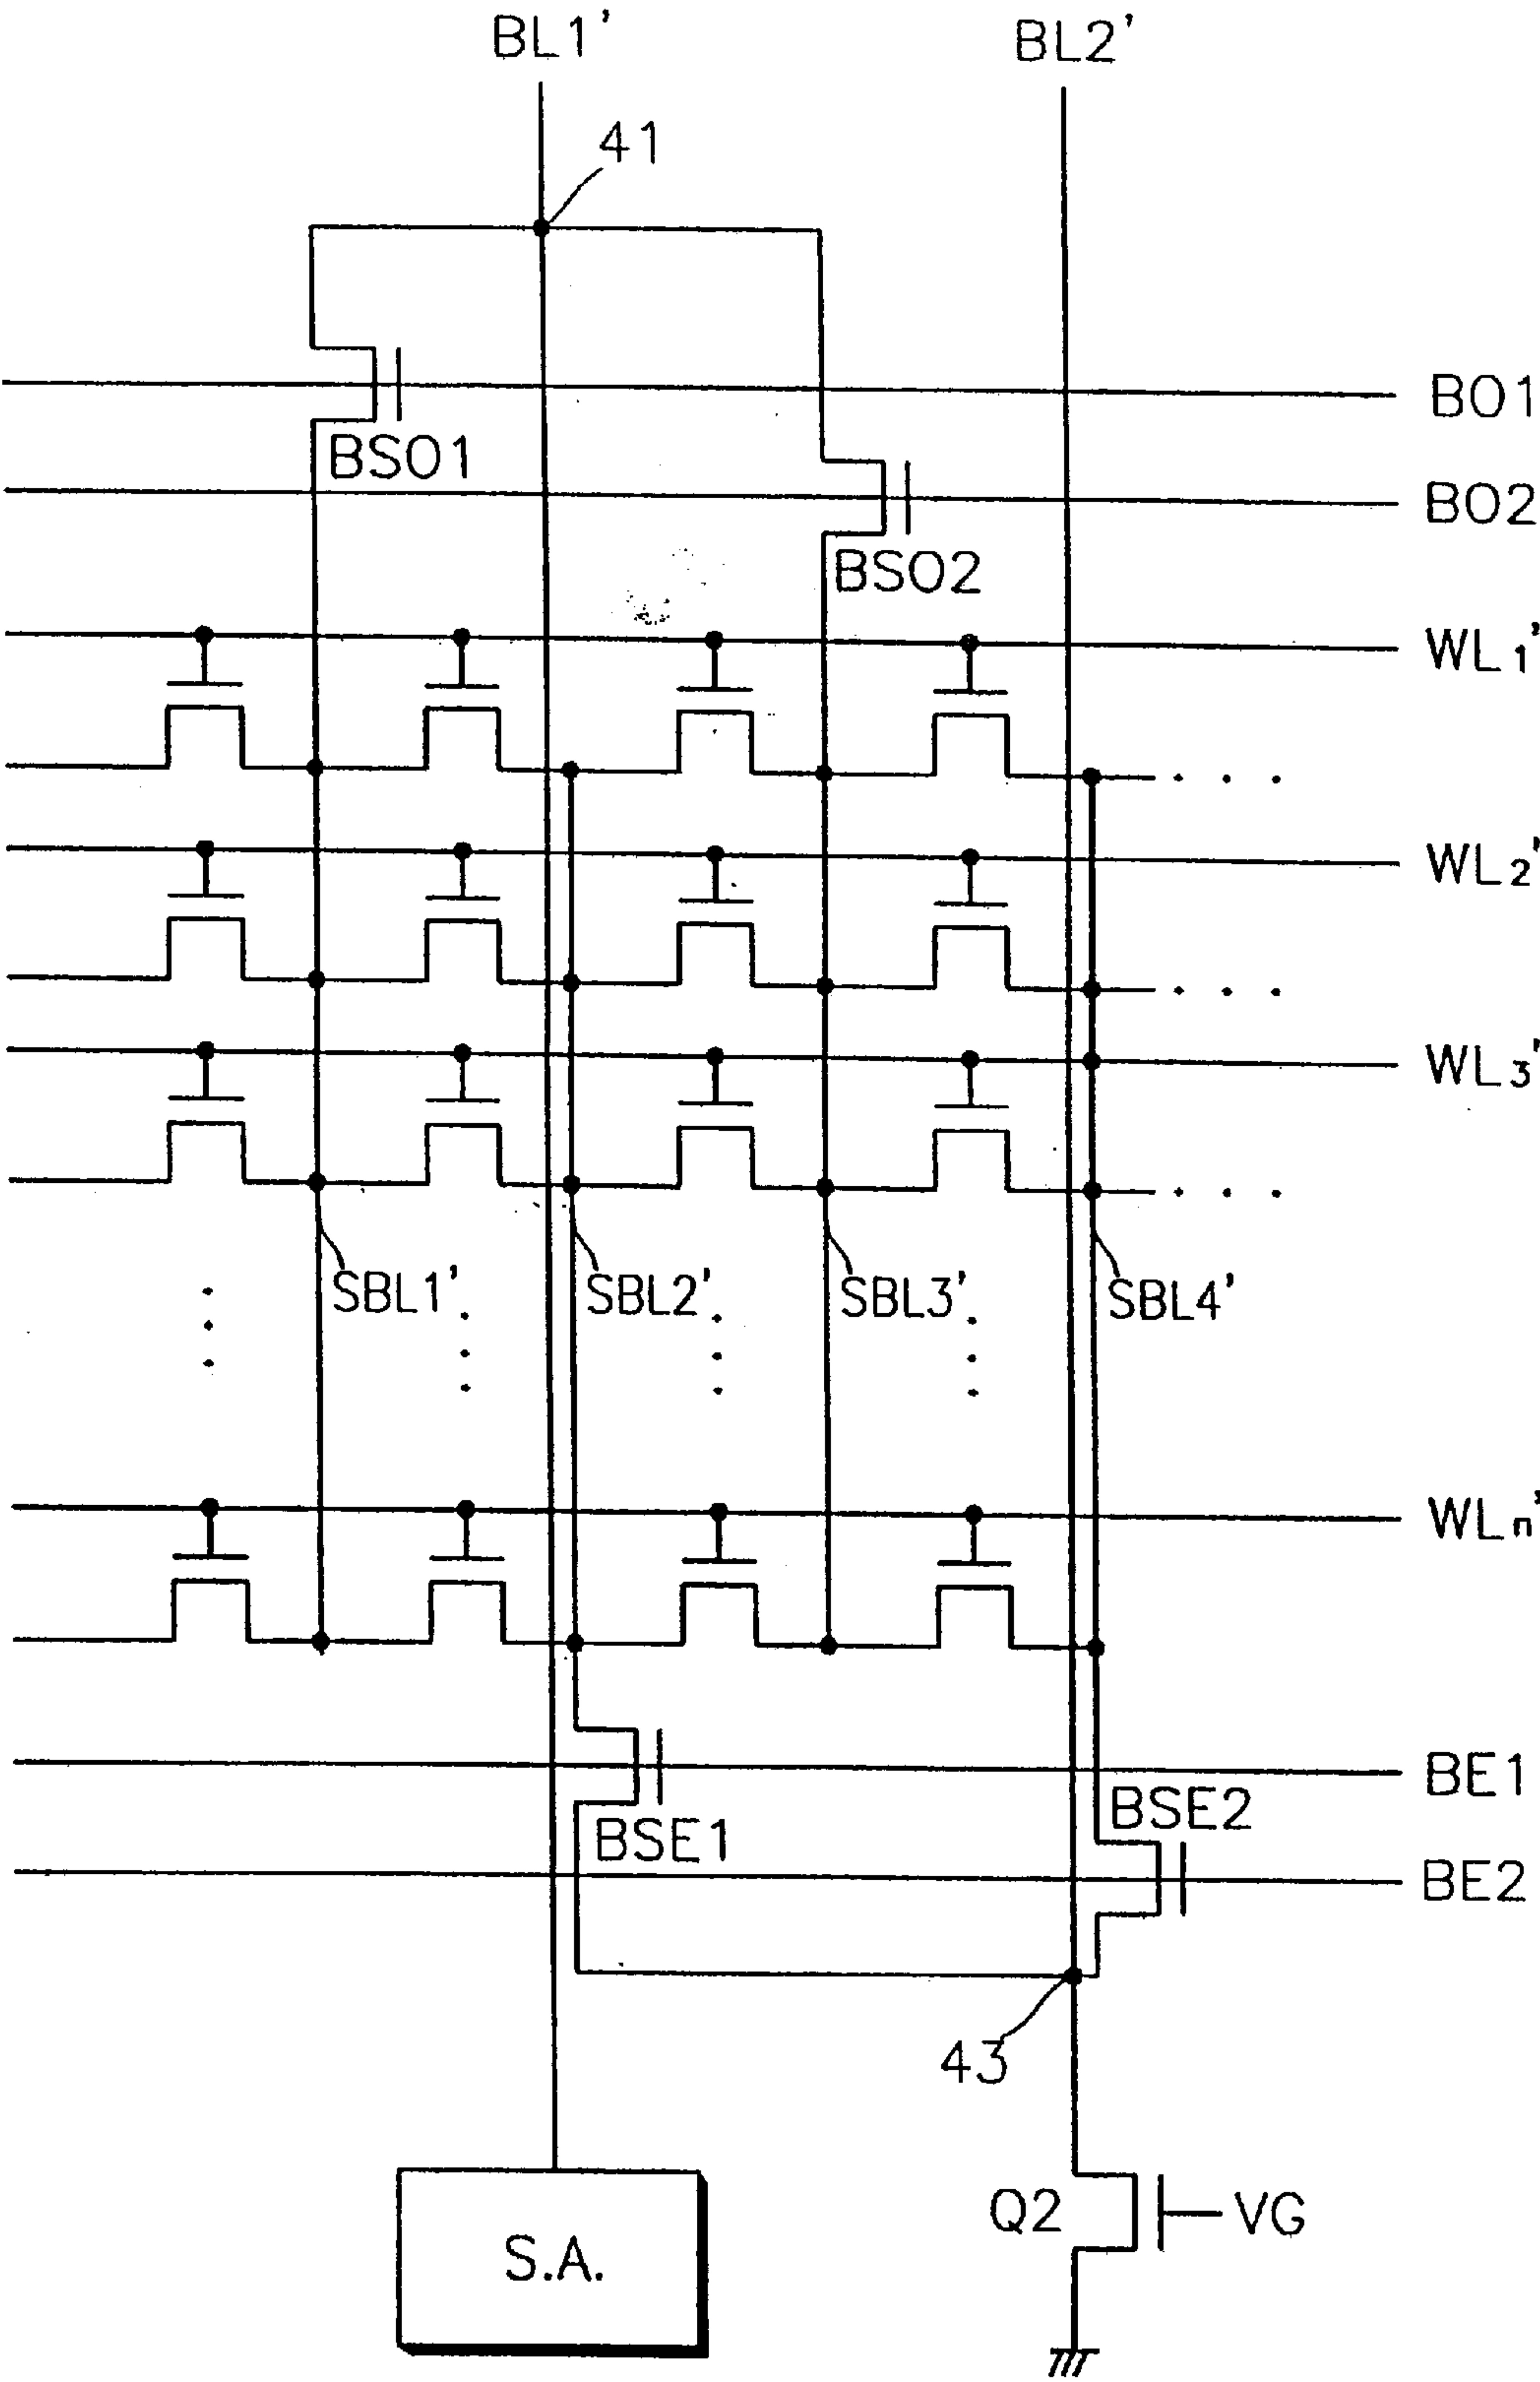 BL1' BL2'
41
BO1
BSO1
BO2
BSO2
WL1'
WL2'
WL3'
SBL1' SBL2' SBL3' SBL4'
WLn'
BE1
BSE2
BSE1
BE2
43
Q2 VG
S.A.